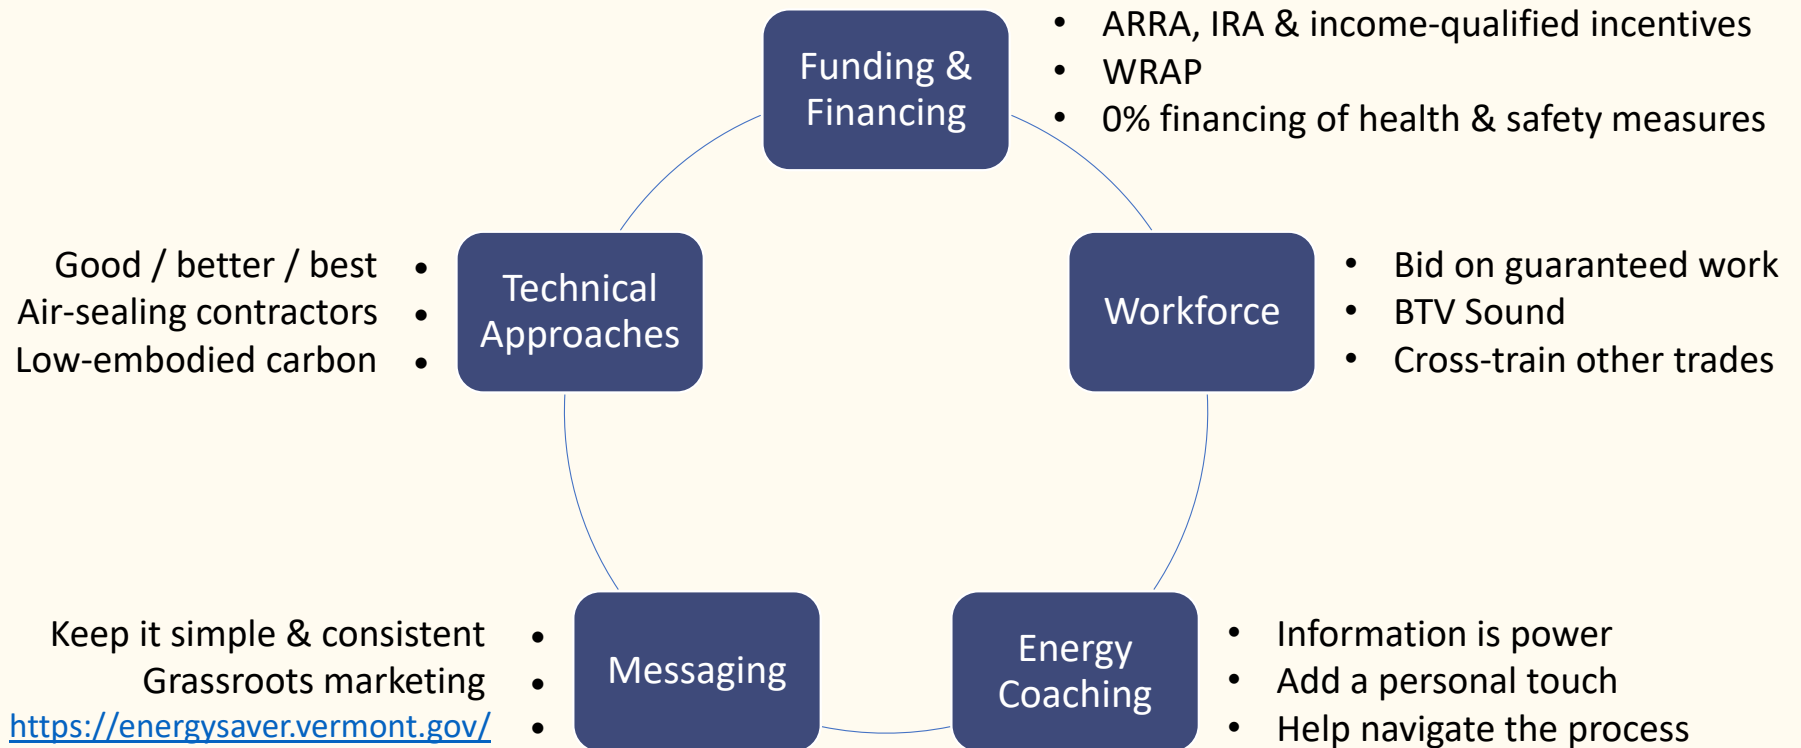 Funding &
Financing
• ARRA, IRA & income-qualified incentives
• WRAP
• 0% financing of health & safety measures
Good / better / best •
Air-sealing contractors •
Low-embodied carbon •
Technical
Approaches
Workforce
• Bid on guaranteed work
• BTV Sound
• Cross-train other trades
Keep it simple & consistent •
Grassroots marketing •
https://energysaver.vermont.gov/ •
Messaging
Energy
Coaching
• Information is power
• Add a personal touch
• Help navigate the process